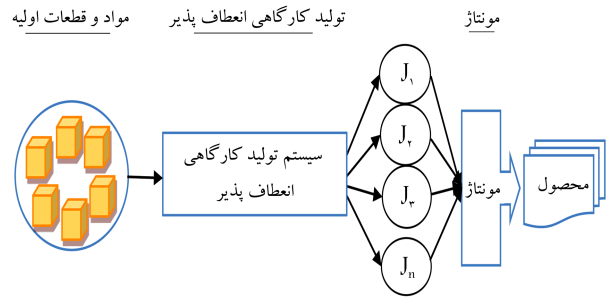 مواد و قطعات اولیه
تولید کارگاهی انعطاف پذیر
مونتاژ
سیستم تولید کارگاهی
انعطاف پذیر
J۱
J۲
J۳
Jn
مونتاژ
محصول